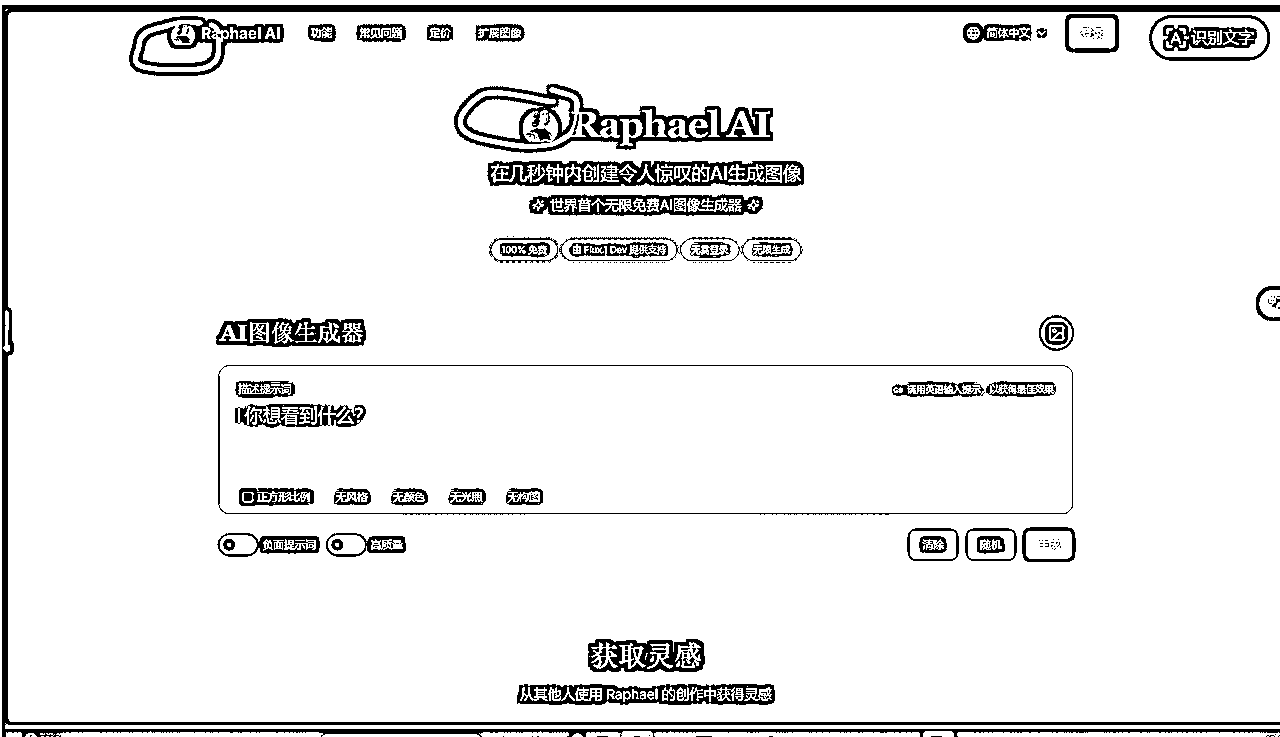 Raphael AI 功能 常见问题 定价 扩展图像 简体中文
识别文字
Raphael AI
在几秒钟内创建令人惊叹的AI生成图像
世界首个无限免费AI图像生成器
100% 免费 由 Flux.1 Dev 提供支持 无需登录 无限生成
AI图像生成器
描述提示词 请用英语输入提示 以获得最佳效果
你想看到什么?
正方形比例 无风格 无颜色 无光照 无构图
负面提示词 高质量 清除 随机
获取灵感
从其他人使用 Raphael 的创作中获得灵感